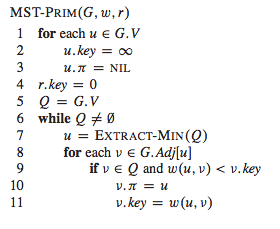 MST-PRIM(G, w, r)
1 for each u ∈ G.V
2 u.key = ∞
3 u.π = NIL
4 r.key = 0
5 Q = G.V
6 while Q ≠ ∅
7 u = EXTRACT-MIN(Q)
8 for each v ∈ G.Adj[u]
9 if v ∈ Q and w(u, v) < v.key
10 v.π = u
11 v.key = w(u, v)